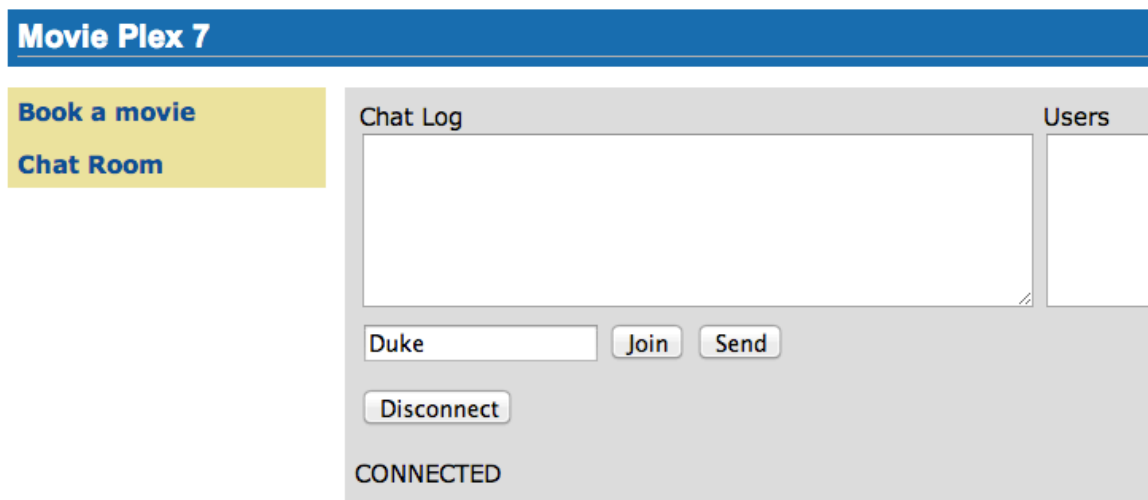 Movie Plex 7
Book a movie
Chat Room
Chat Log
Users
Duke
Join
Send
Disconnect
CONNECTED